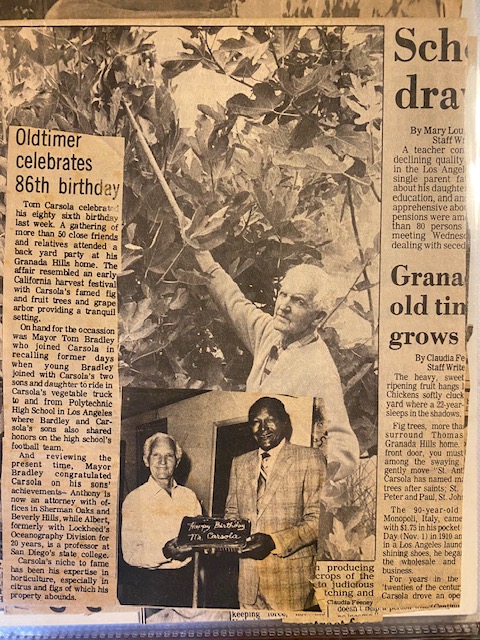 Oldtimer
celebrates
86th birthday
Tom Carsola celebrated
his eighty sixth birthday
last week. A gathering of
more than 50 close friends
and relatives attended a
back yard party at his
Granada Hills home. The
affair resembled an early
California harvest festival
with Carsola's famed fig
and fruit trees and grape
arbor providing a tranquil
setting.
On hand for the occassion
was Mayor Tom Bradley
who joined Carsola in
recalling former days
when young Bradley
joined with Carsola's two
sons and daughter to ride in
Carsola's vegetable truck
to and from Polytechnic
High School in Los Angeles
where Bardley and Car-
sola's sons also shared
honors on the high school's
football team.
And reviewing the
present time, Mayor
Bradley congratulated
Carsola on his sons'
achievements— Anthony is
now an attorney with of-
fices in Sherman Oaks and
Beverly Hills, while Albert,
formerly with Lockheed's
Oceanography Division for
20 years, is a professor at
San Diego's state college.
Carsola's niche to fame
has been his expertise in
horticulture, especially in
citrus and figs of which his
property abounds.
Happy Birthday
Mr. Carsola
n producing
crops of the
to judicious
tching and
Claudia Feeney
keeping force,
Sch
dra
By Mary Lou
Staff Wr
A teacher con
declining quality
in the Los Angel
single parent fa
about his daughte
education, and an
apprehensive abo
pensions were am
than 80 persons
meeting Wednesd
dealing with seced
Grana
old tin
grows
By Claudia Fe
Staff Write
The heavy, sweet
ripening fruit hangs
Chickens softly cluck
yard where a 22-year-
sleeps in the shadows.
Fig trees, more tha
surround Thomas
Granada Hills home.
front door, you must
among the swaying
gently move "St. Ant
Carsola has named m
trees after saints; St.
Peter and Paul, St. Joh
The 90-year-old
Monopoli, Italy, came
with $1.75 in his pocket
Day (Nov. 1) in 1910 an
in a Los Angeles laun
shining shoes, he bega
the wholesale and
business.
For years in the
twenties of the centur
Carsola drove an ope